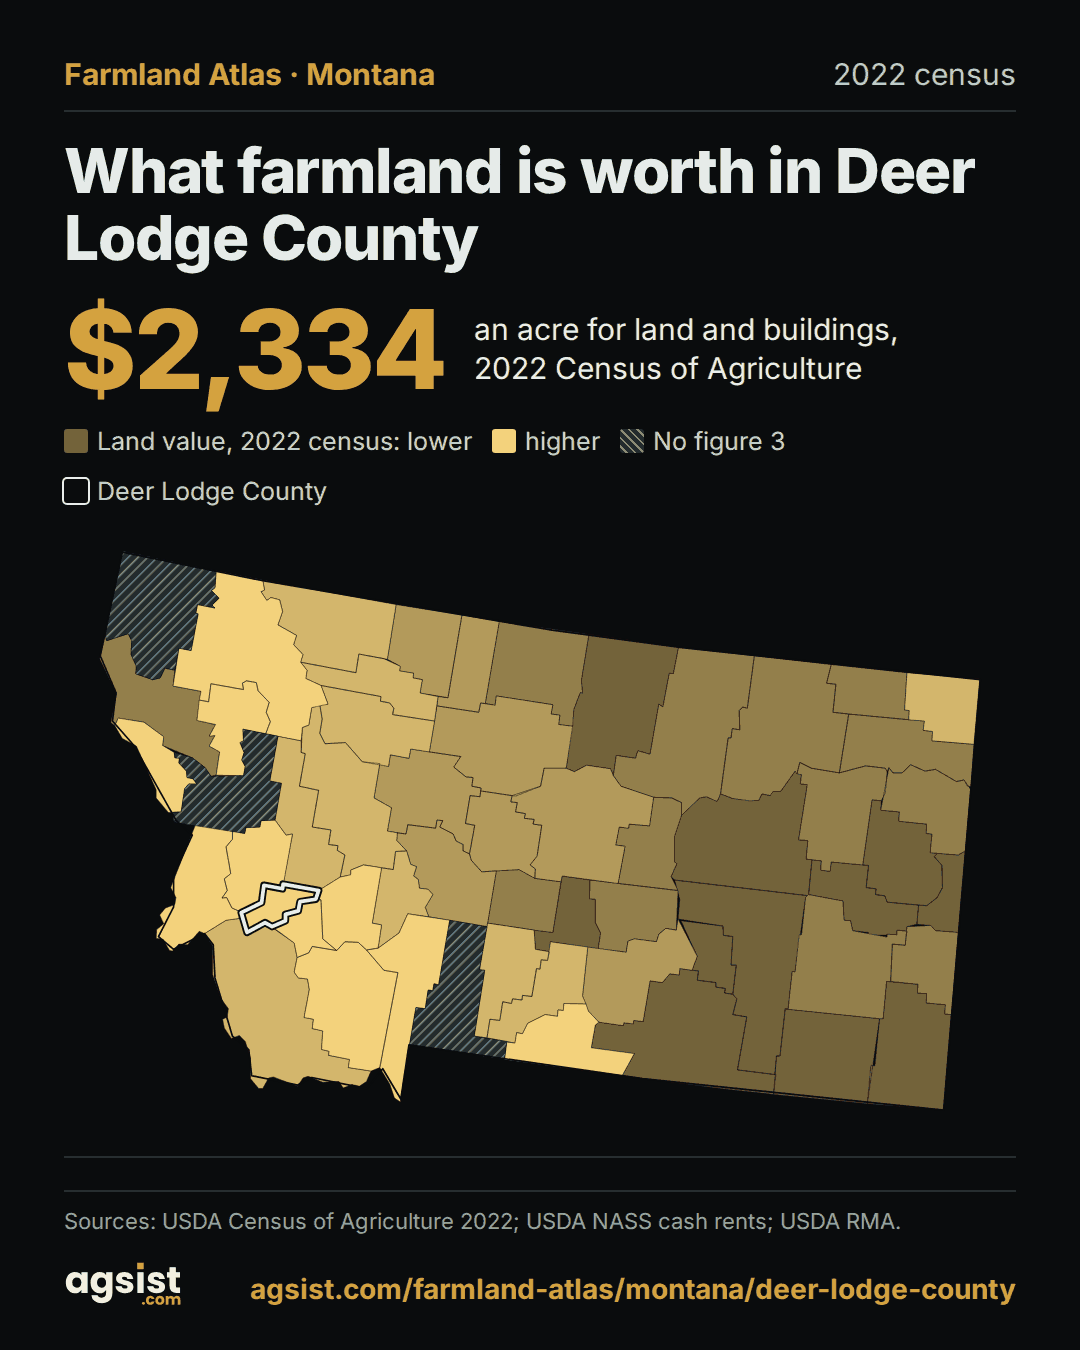 Farmland Atlas · Montana
2022 census
What farmland is worth in Deer
Lodge County
$2,334
an acre for land and buildings,
2022 Census of Agriculture
Land value, 2022 census: lower
higher
No figure 3
Deer Lodge County
Sources: USDA Census of Agriculture 2022; USDA NASS cash rents; USDA RMA.
agsist
.com
agsist.com/farmland-atlas/montana/deer-lodge-county